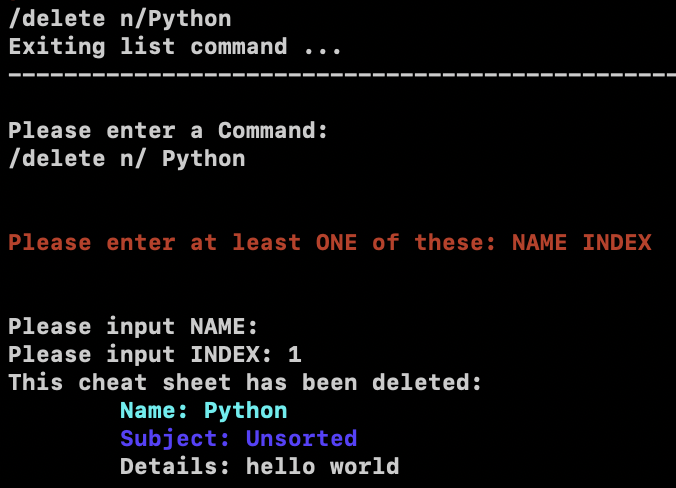 /delete n/Python
Exiting list command ...
------------------------------------------------
Please enter a Command:
/delete n/ Python
Please enter at least ONE of these: NAME INDEX
Please input NAME:
Please input INDEX: 1
This cheat sheet has been deleted:
Name: Python
Subject: Unsorted
Details: hello world